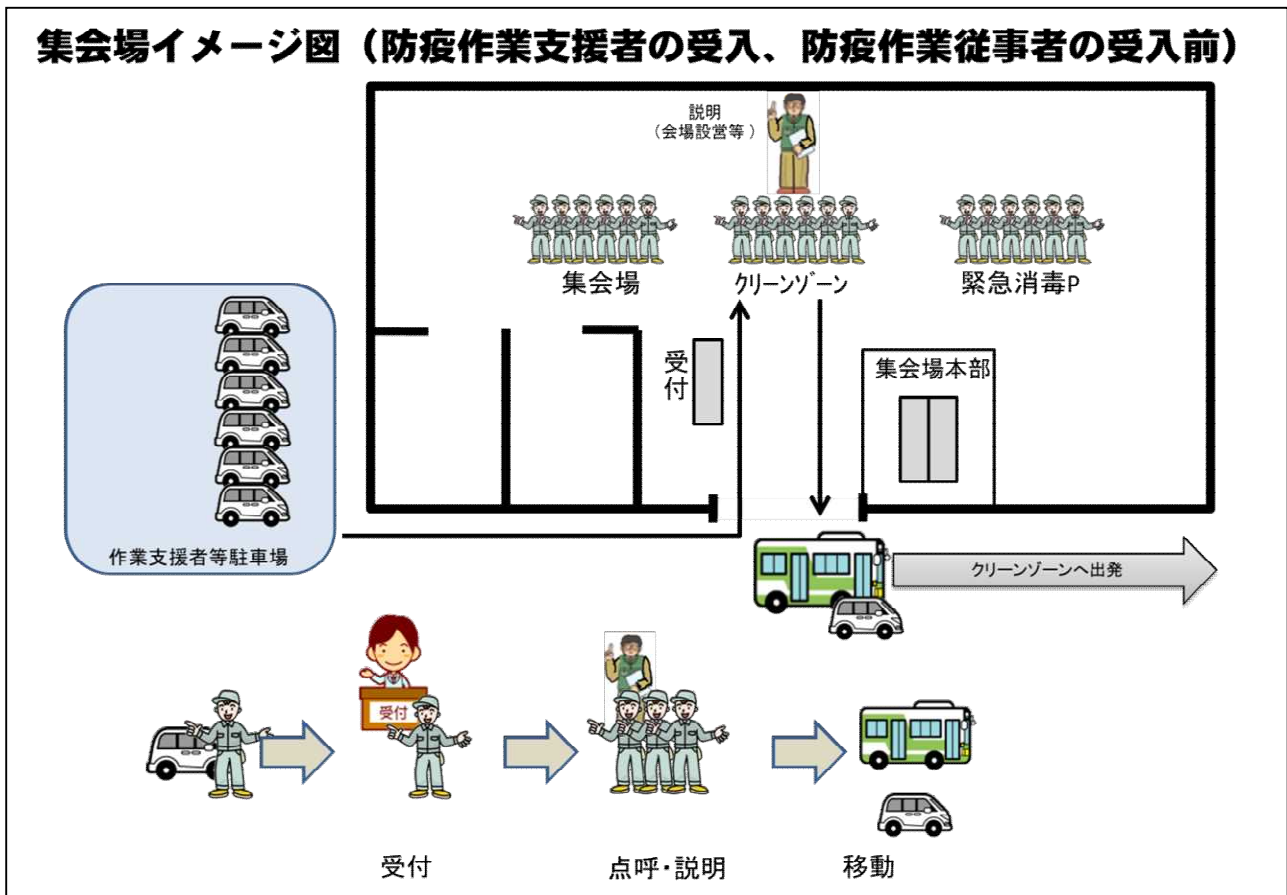 集会場イメージ図（防疫作業支援者の受入、防疫作業従事者の受入前）
説明
（会場設営等）
集会場
クリーンゾーン
緊急消毒P
受付
集会場本部
作業支援者等駐車場
クリーンゾーンへ出発
受付
受付
点呼・説明
移動